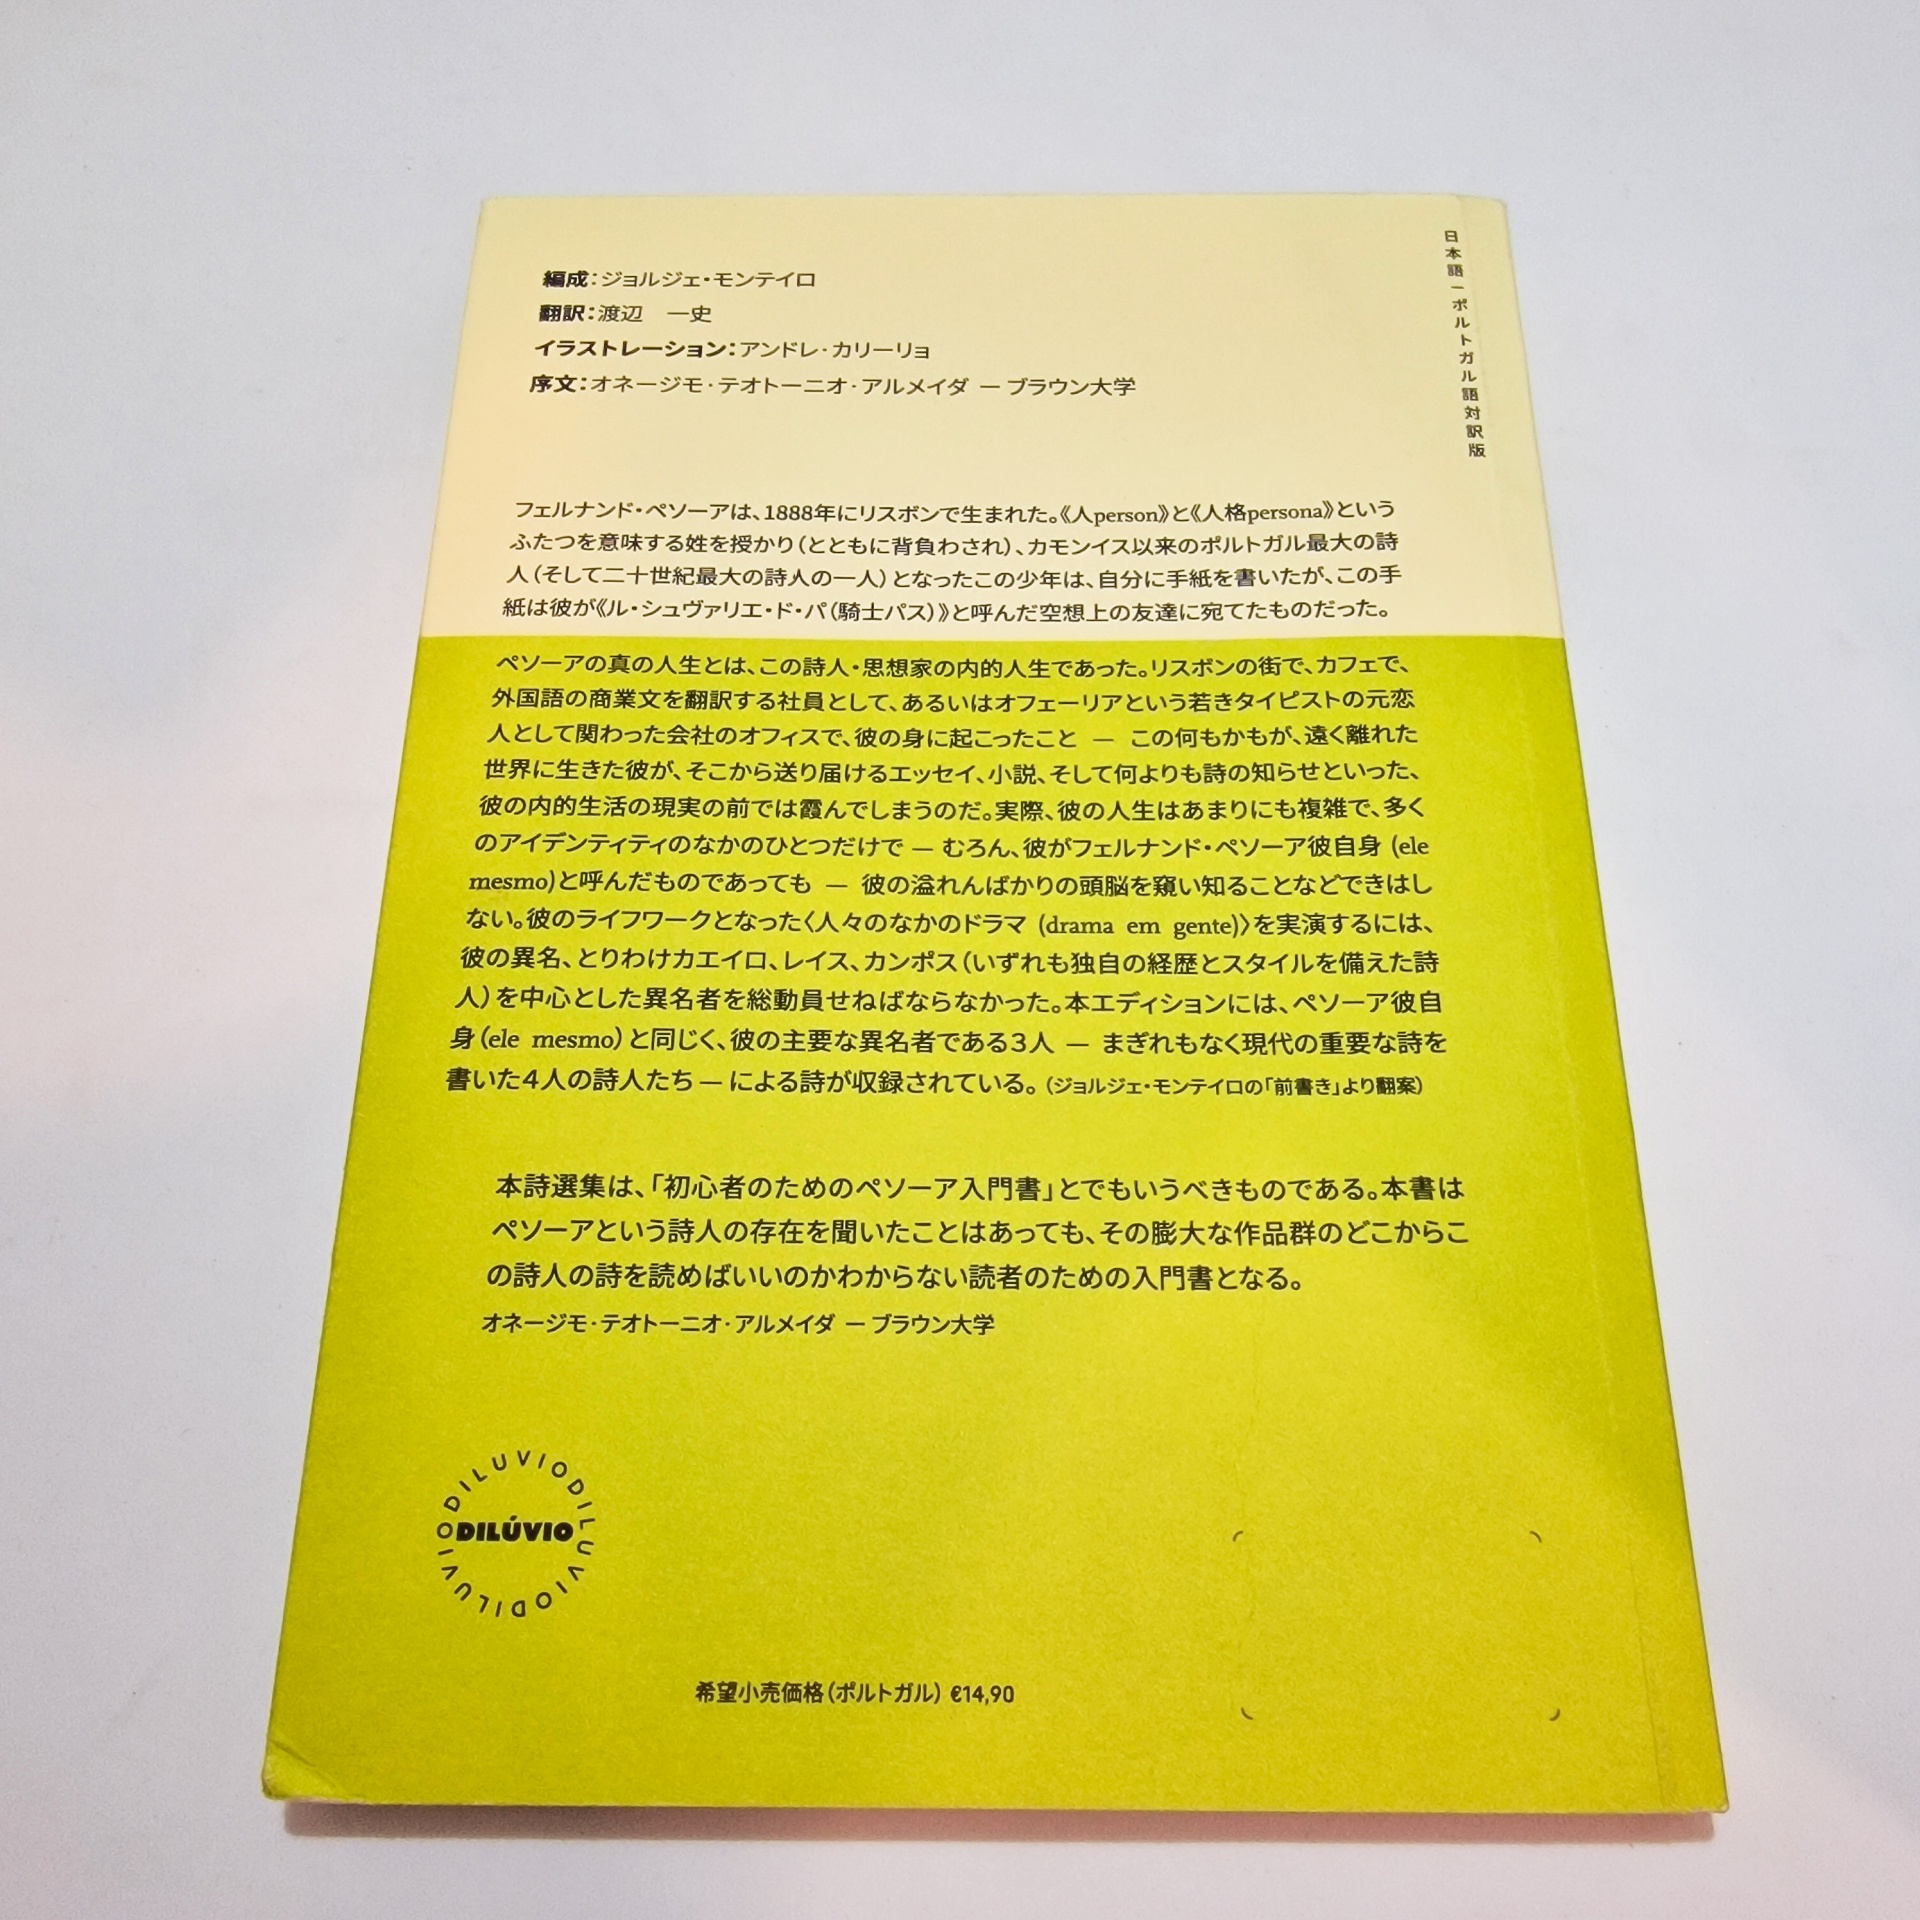 編成：ジョルジェ・モンテイロ
翻訳：渡辺　一史
イラストレーション：アンドレ・カリーリョ
序文：オネージモ・テオトーニオ・アルメイダ — ブラウン大学
日本語ーポルトガル語対訳版
フェルナンド・ペソーアは、1888年にリスボンで生まれた。《人person》と《人格persona》という
ふたつを意味する姓を授かり（とともに背負わされ）、カモンイス以来のポルトガル最大の詩
人（そして二十世紀最大の詩人の一人）となったこの少年は、自分に手紙を書いたが、この手
紙は彼が《ル・シュヴァリエ・ド・パ（騎士パス）》と呼んだ空想上の友達に宛てたものだった。
ペソーアの真の人生とは、この詩人・思想家の内的人生であった。リスボンの街で、カフェで、
外国語の商業文を翻訳する社員として、あるいはオフェーリアという若きタイピストの元恋
人として関わった会社のオフィスで、彼の身に起こったこと — この何もかもが、遠く離れた
世界に生きた彼が、そこから送り届けるエッセイ、小説、そして何よりも詩の知らせといった、
彼の内的生活の現実の前では霞んでしまうのだ。実際、彼の人生はあまりにも複雑で、多く
のアイデンティティのなかのひとつだけで — むろん、彼がフェルナンド・ペソーア彼自身 (ele
mesmo)と呼んだものであっても — 彼の溢れんばかりの頭脳を窺い知ることなどできはし
ない。彼のライフワークとなった〈人々のなかのドラマ (drama em gente)〉を実演するには、
彼の異名、とりわけカエイロ、レイス、カンポス（いずれも独自の経歴とスタイルを備えた詩
人）を中心とした異名者を総動員せねばならなかった。本エディションには、ペソーア彼自
身（ele mesmo）と同じく、彼の主要な異名者である3人 — まぎれもなく現代の重要な詩を
書いた4人の詩人たち — による詩が収録されている。（ジョルジェ・モンテイロの「前書き」より翻案）
本詩選集は、「初心者のためのペソーア入門書」とでもいうべきものである。本書は
ペソーアという詩人の存在を聞いたことはあっても、その膨大な作品群のどこからこ
の詩人の詩を読めばいいのかわからない読者のための入門書となる。
オネージモ・テオトーニオ・アルメイダ — ブラウン大学
DILUVIODILUVIODILUVIO
DILÚVIO
希望小売価格（ポルトガル） €14,90